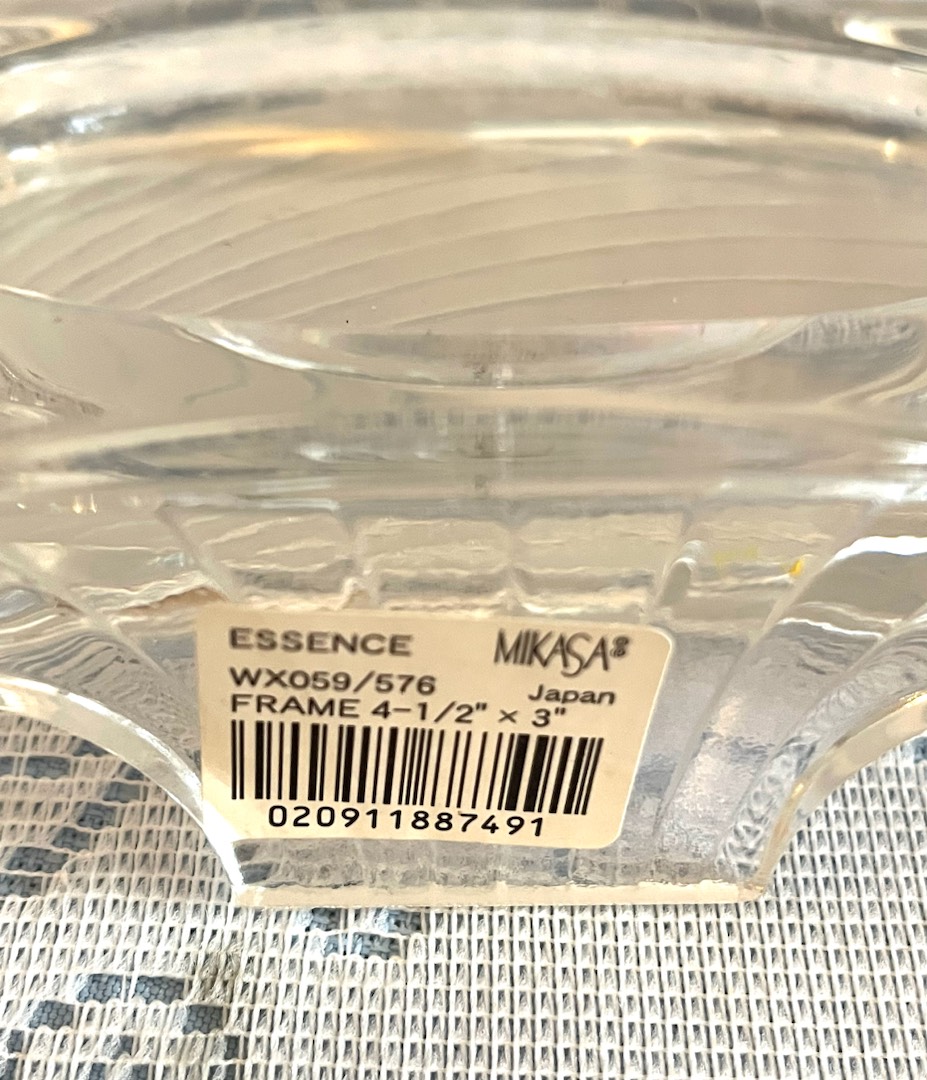 ESSENCE MIKASA®
WX059/576 Japan
FRAME 4-1/2" × 3"
020911887491